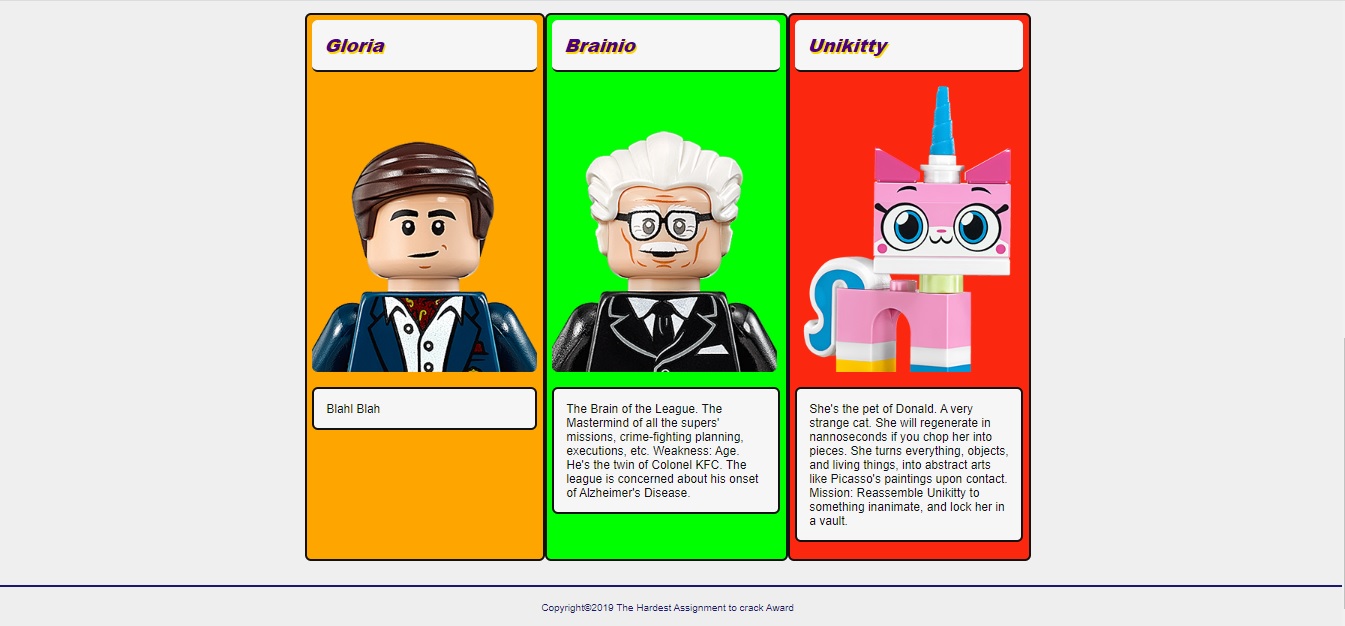 Gloria
Brainio
Unikitty
Blahl Blah
The Brain of the League. The
Mastermind of all the supers'
missions, crime-fighting planning,
executions, etc. Weakness: Age.
He's the twin of Colonel KFC. The
league is concerned about his onset
of Alzheimer's Disease.
She's the pet of Donald. A very
strange cat. She will regenerate in
nannoseconds if you chop her into
pieces. She turns everything, objects,
and living things, into abstract arts
like Picasso's paintings upon contact.
Mission: Reassemble Unikitty to
something inanimate, and lock her in
a vault.
Copyright©2019 The Hardest Assignment to crack Award